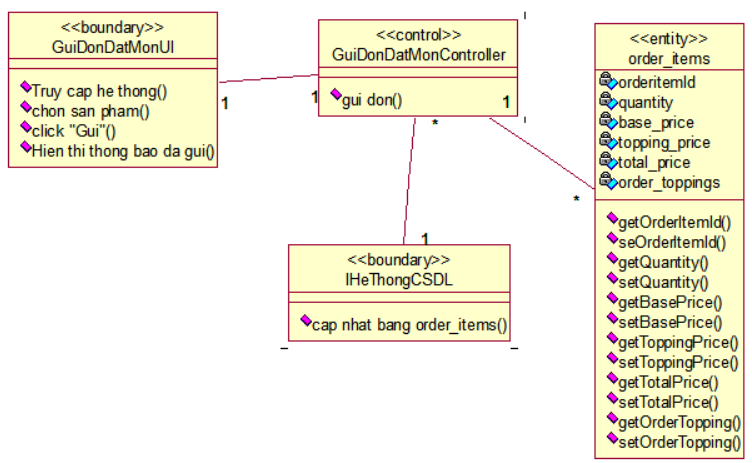 <<boundary>>
GuiDonDatMonUI
Truy cap he thong()
chon san pham()
click "Gui"()
Hien thi thong bao da gui()
1
1
<<control>>
GuiDonDatMonController
gui don()
1
*
*
1
<<boundary>>
IHeThongCSDL
cap nhat bang order_items()
<<entity>>
order_items
orderitemId
quantity
base_price
topping_price
total_price
order_toppings
getOrderItemId()
seOrderItemId()
getQuantity()
setQuantity()
getBasePrice()
setBasePrice()
getToppingPrice()
setToppingPrice()
getTotalPrice()
setTotalPrice()
getOrderTopping()
setOrderTopping()